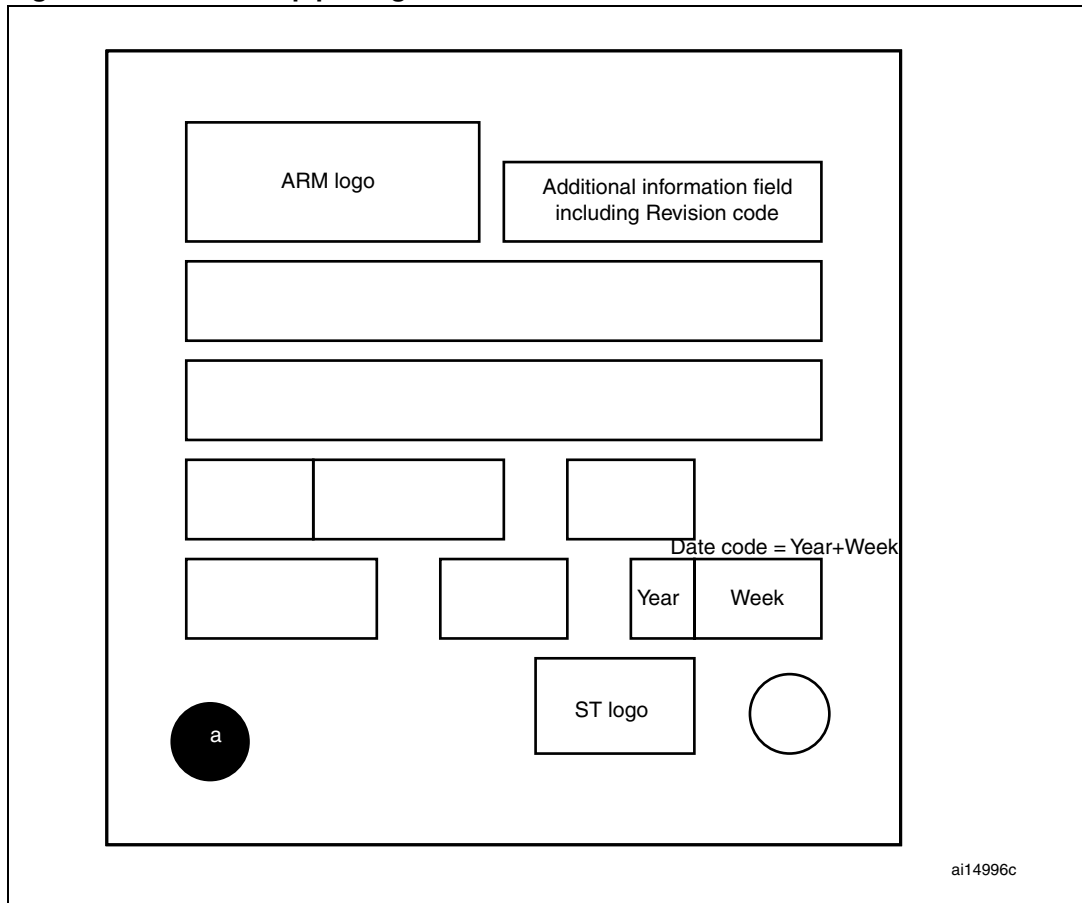 ARM logo
Additional information field
including Revision code
Date code = Year+Week
Year
Week
ST logo
a
ai14996c